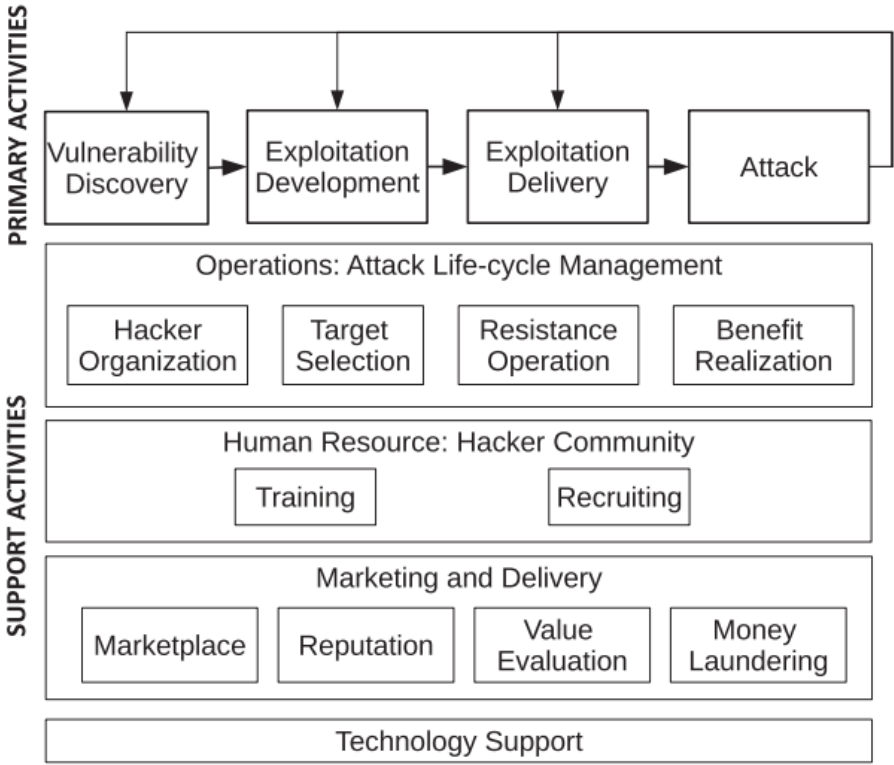 PRIMARY ACTIVITIES
Vulnerability
Discovery
Exploitation
Development
Exploitation
Delivery
Attack
SUPPORT ACTIVITIES
Operations: Attack Life-cycle Management
Hacker
Organization
Target
Selection
Resistance
Operation
Benefit
Realization
Human Resource: Hacker Community
Training
Recruiting
Marketing and Delivery
Marketplace
Reputation
Value
Evaluation
Money
Laundering
Technology Support